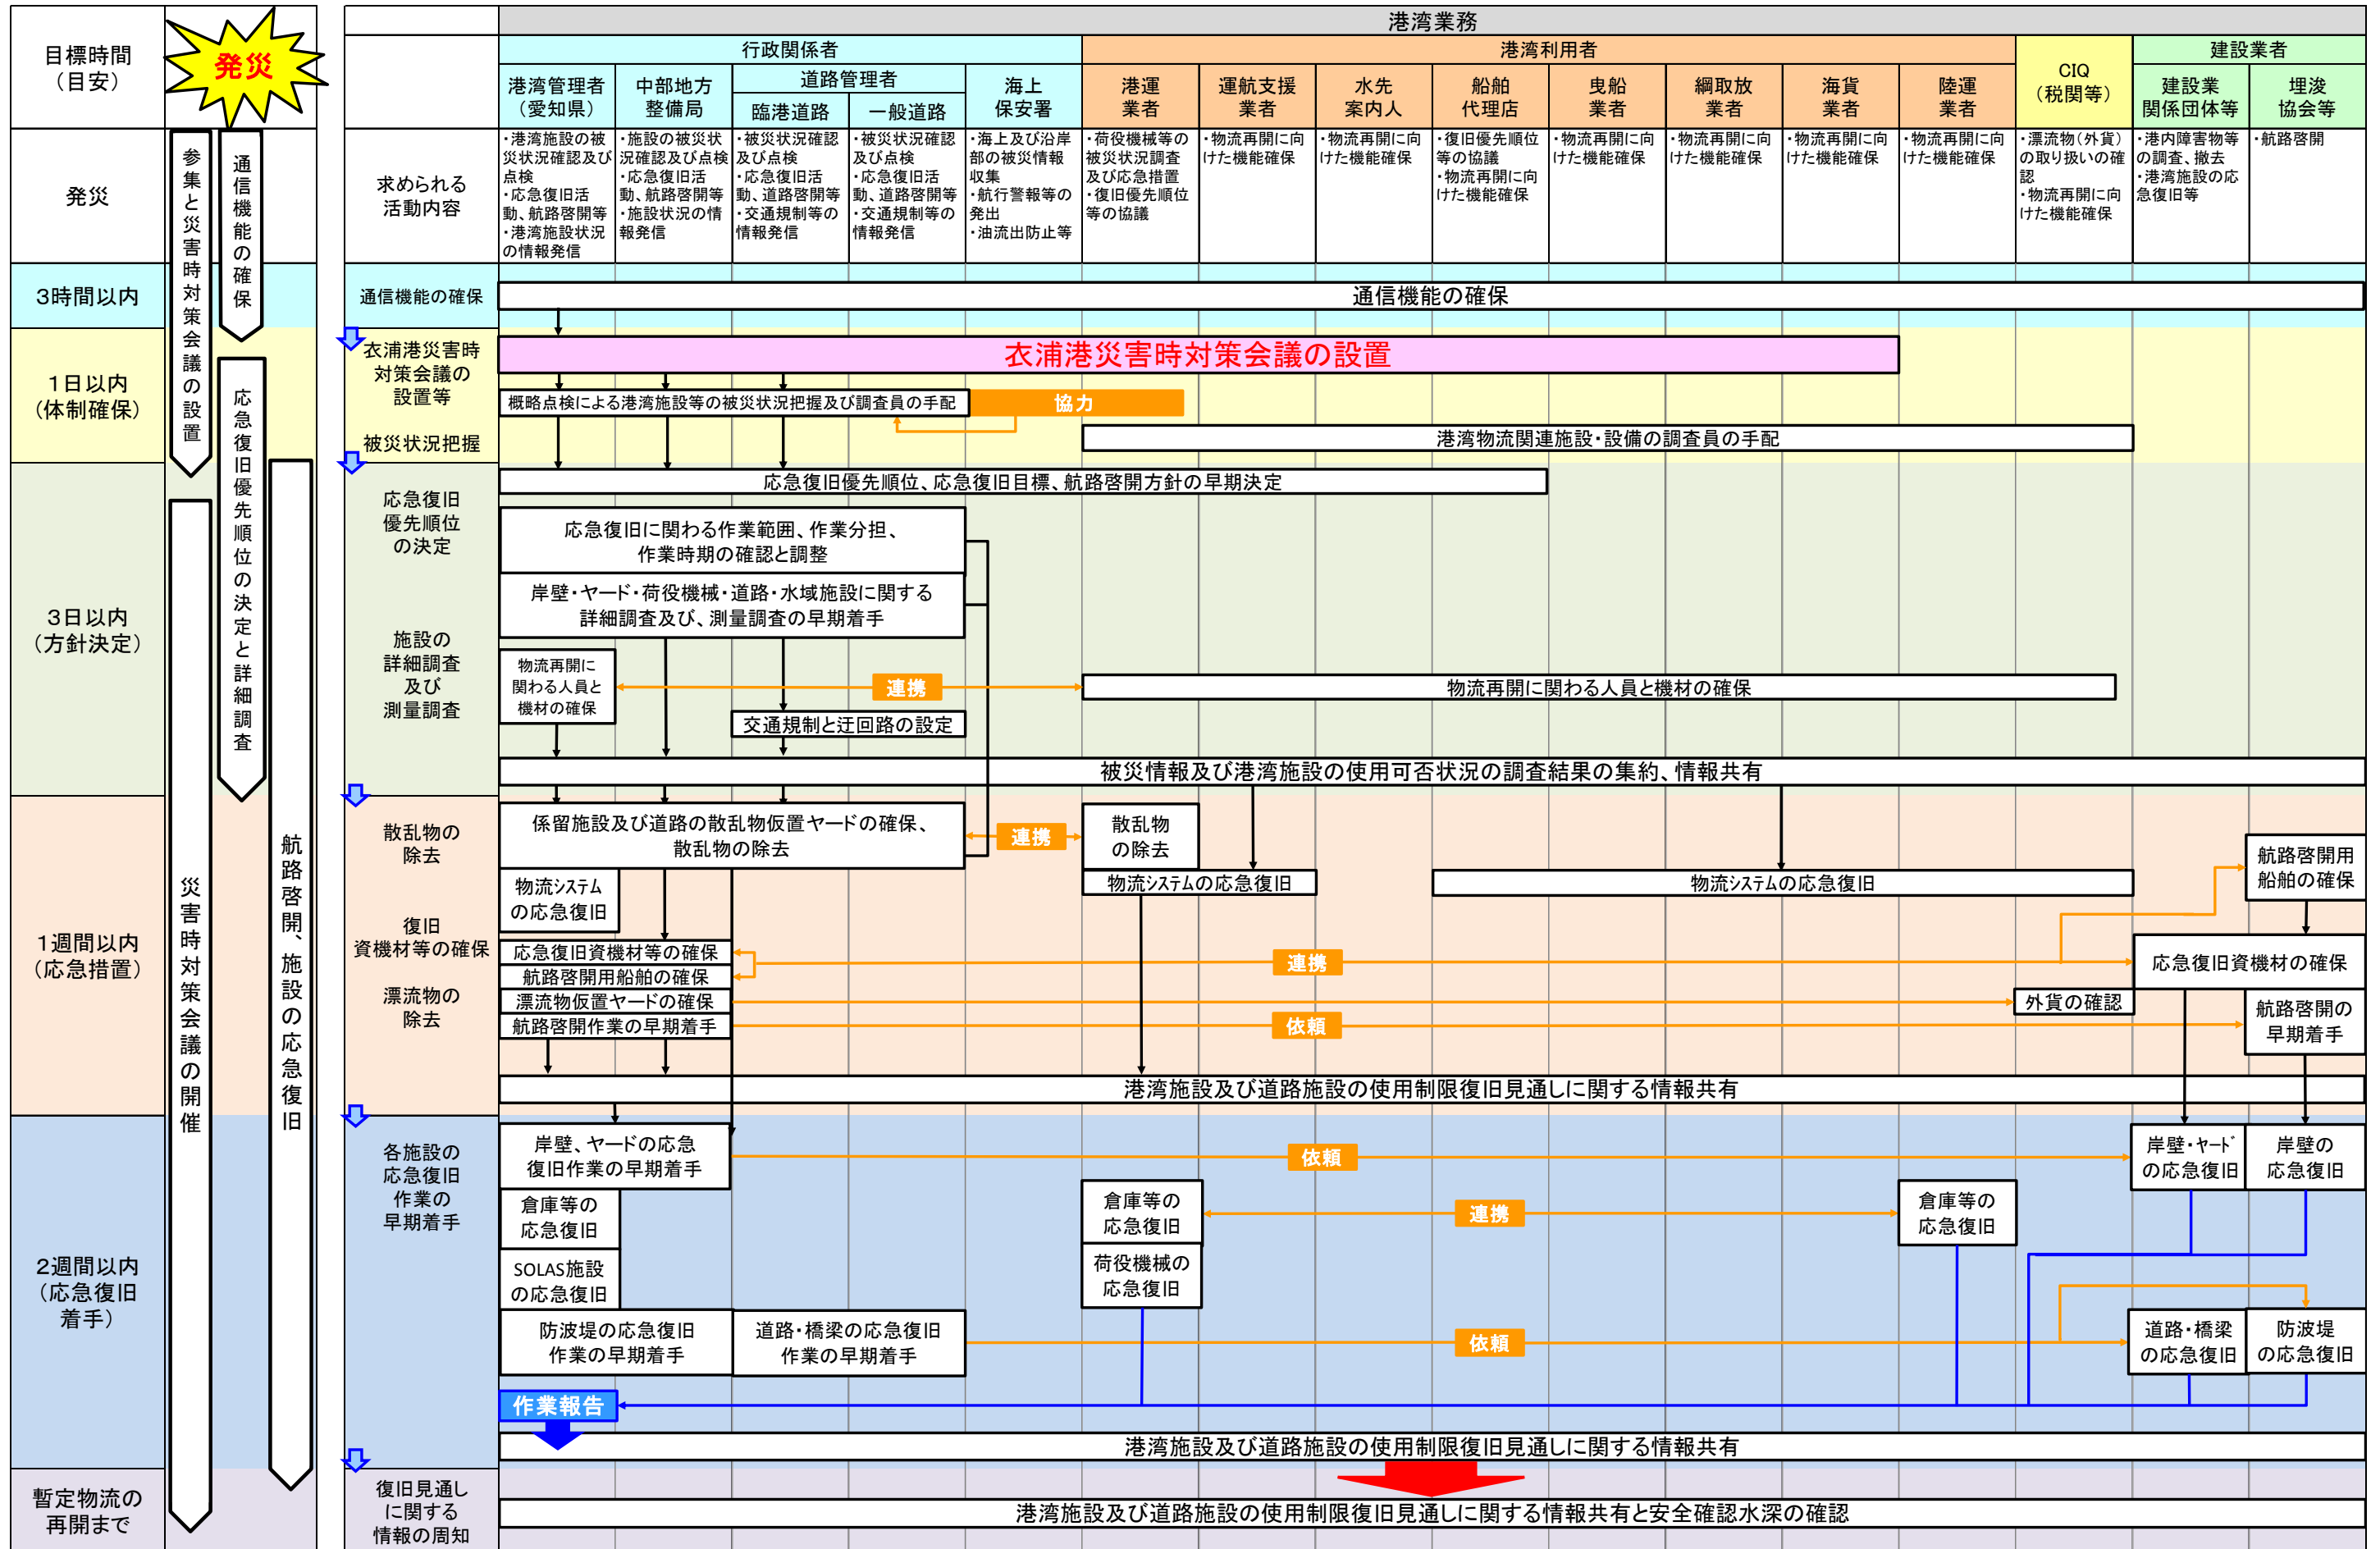 港湾業務
目標時間
（目安）
発災
行政関係者
港湾利用者
CIQ
（税関等）
建設業者
港湾管理者
（愛知県）
中部地方
整備局
道路管理者
臨港道路
一般道路
海上
保安署
港運
業者
運航支援
業者
水先
案内人
船舶
代理店
曳船
業者
綱取放
業者
海貨
業者
陸運
業者
建設業
関係団体等
埋浚
協会等
発災
参集と災害時対策会議の設置
通信機能の確保
求められる
活動内容
・港湾施設の被
災状況確認及び
点検
・応急復旧活
動、航路啓開等
・港湾施設状況
の情報発信
・施設の被災状
況確認及び点検
・応急復旧活
動、航路啓開等
・施設状況の情
報発信
・被災状況確認
及び点検
・応急復旧活
動、道路啓開等
・交通規制等の
情報発信
・被災状況確認
及び点検
・応急復旧活
動、道路啓開等
・交通規制等の
情報発信
・海上及び沿岸
部の被災情報
収集
・航行警報等の
発出
・油流出防止等
・荷役機械等の
被災状況調査
及び応急措置
・復旧優先順位
等の協議
・物流再開に向
けた機能確保
・物流再開に向
けた機能確保
・復旧優先順位
等の協議
・物流再開に向
けた機能確保
・物流再開に向
けた機能確保
・物流再開に向
けた機能確保
・物流再開に向
けた機能確保
・物流再開に向
けた機能確保
・漂流物（外貨）
の取り扱いの確
認
・物流再開に向
けた機能確保
・港内障害物等
の調査、撤去
・港湾施設の応
急復旧等
・航路啓開
3時間以内
通信機能の確保
通信機能の確保
1日以内
（体制確保）
応急復旧優先順位の決定と詳細調査
衣浦港災害時
対策会議の
設置等
衣浦港災害時対策会議の設置
概略点検による港湾施設等の被災状況把握及び調査員の手配
協力
被災状況把握
港湾物流関連施設・設備の調査員の手配
3日以内
（方針決定）
災害時対策会議の開催
航路啓開、施設の応急復旧
応急復旧
優先順位
の決定
応急復旧優先順位、応急復旧目標、航路啓開方針の早期決定
応急復旧に関わる作業範囲、作業分担、
作業時期の確認と調整
岸壁・ヤード・荷役機械・道路・水域施設に関する
詳細調査及び、測量調査の早期着手
施設の
詳細調査
及び
測量調査
物流再開に
関わる人員と
機材の確保
連携
物流再開に関わる人員と機材の確保
交通規制と迂回路の設定
被災情報及び港湾施設の使用可否状況の調査結果の集約、情報共有
1週間以内
（応急措置）
散乱物の
除去
係留施設及び道路の散乱物仮置ヤードの確保、
散乱物の除去
連携
散乱物
の除去
航路啓開用
船舶の確保
物流システム
の応急復旧
物流システムの応急復旧
物流システムの応急復旧
復旧
資機材等の確保
応急復旧資機材等の確保
航路啓開用船舶の確保
連携
応急復旧資機材の確保
漂流物の
除去
漂流物仮置ヤードの確保
外貨の確認
航路啓開作業の早期着手
依頼
航路啓開の
早期着手
港湾施設及び道路施設の使用制限復旧見通しに関する情報共有
2週間以内
（応急復旧
着手）
各施設の
応急復旧
作業の
早期着手
岸壁、ヤードの応急
復旧作業の早期着手
依頼
岸壁・ヤード
の応急復旧
岸壁の
応急復旧
倉庫等の
応急復旧
倉庫等の
応急復旧
連携
倉庫等の
応急復旧
SOLAS施設
の応急復旧
荷役機械の
応急復旧
防波堤の応急復旧
作業の早期着手
道路・橋梁の応急復旧
作業の早期着手
依頼
道路・橋梁
の応急復旧
防波堤
の応急復旧
作業報告
港湾施設及び道路施設の使用制限復旧見通しに関する情報共有
暫定物流の
再開まで
復旧見通し
に関する
情報の周知
港湾施設及び道路施設の使用制限復旧見通しに関する情報共有と安全確認水深の確認